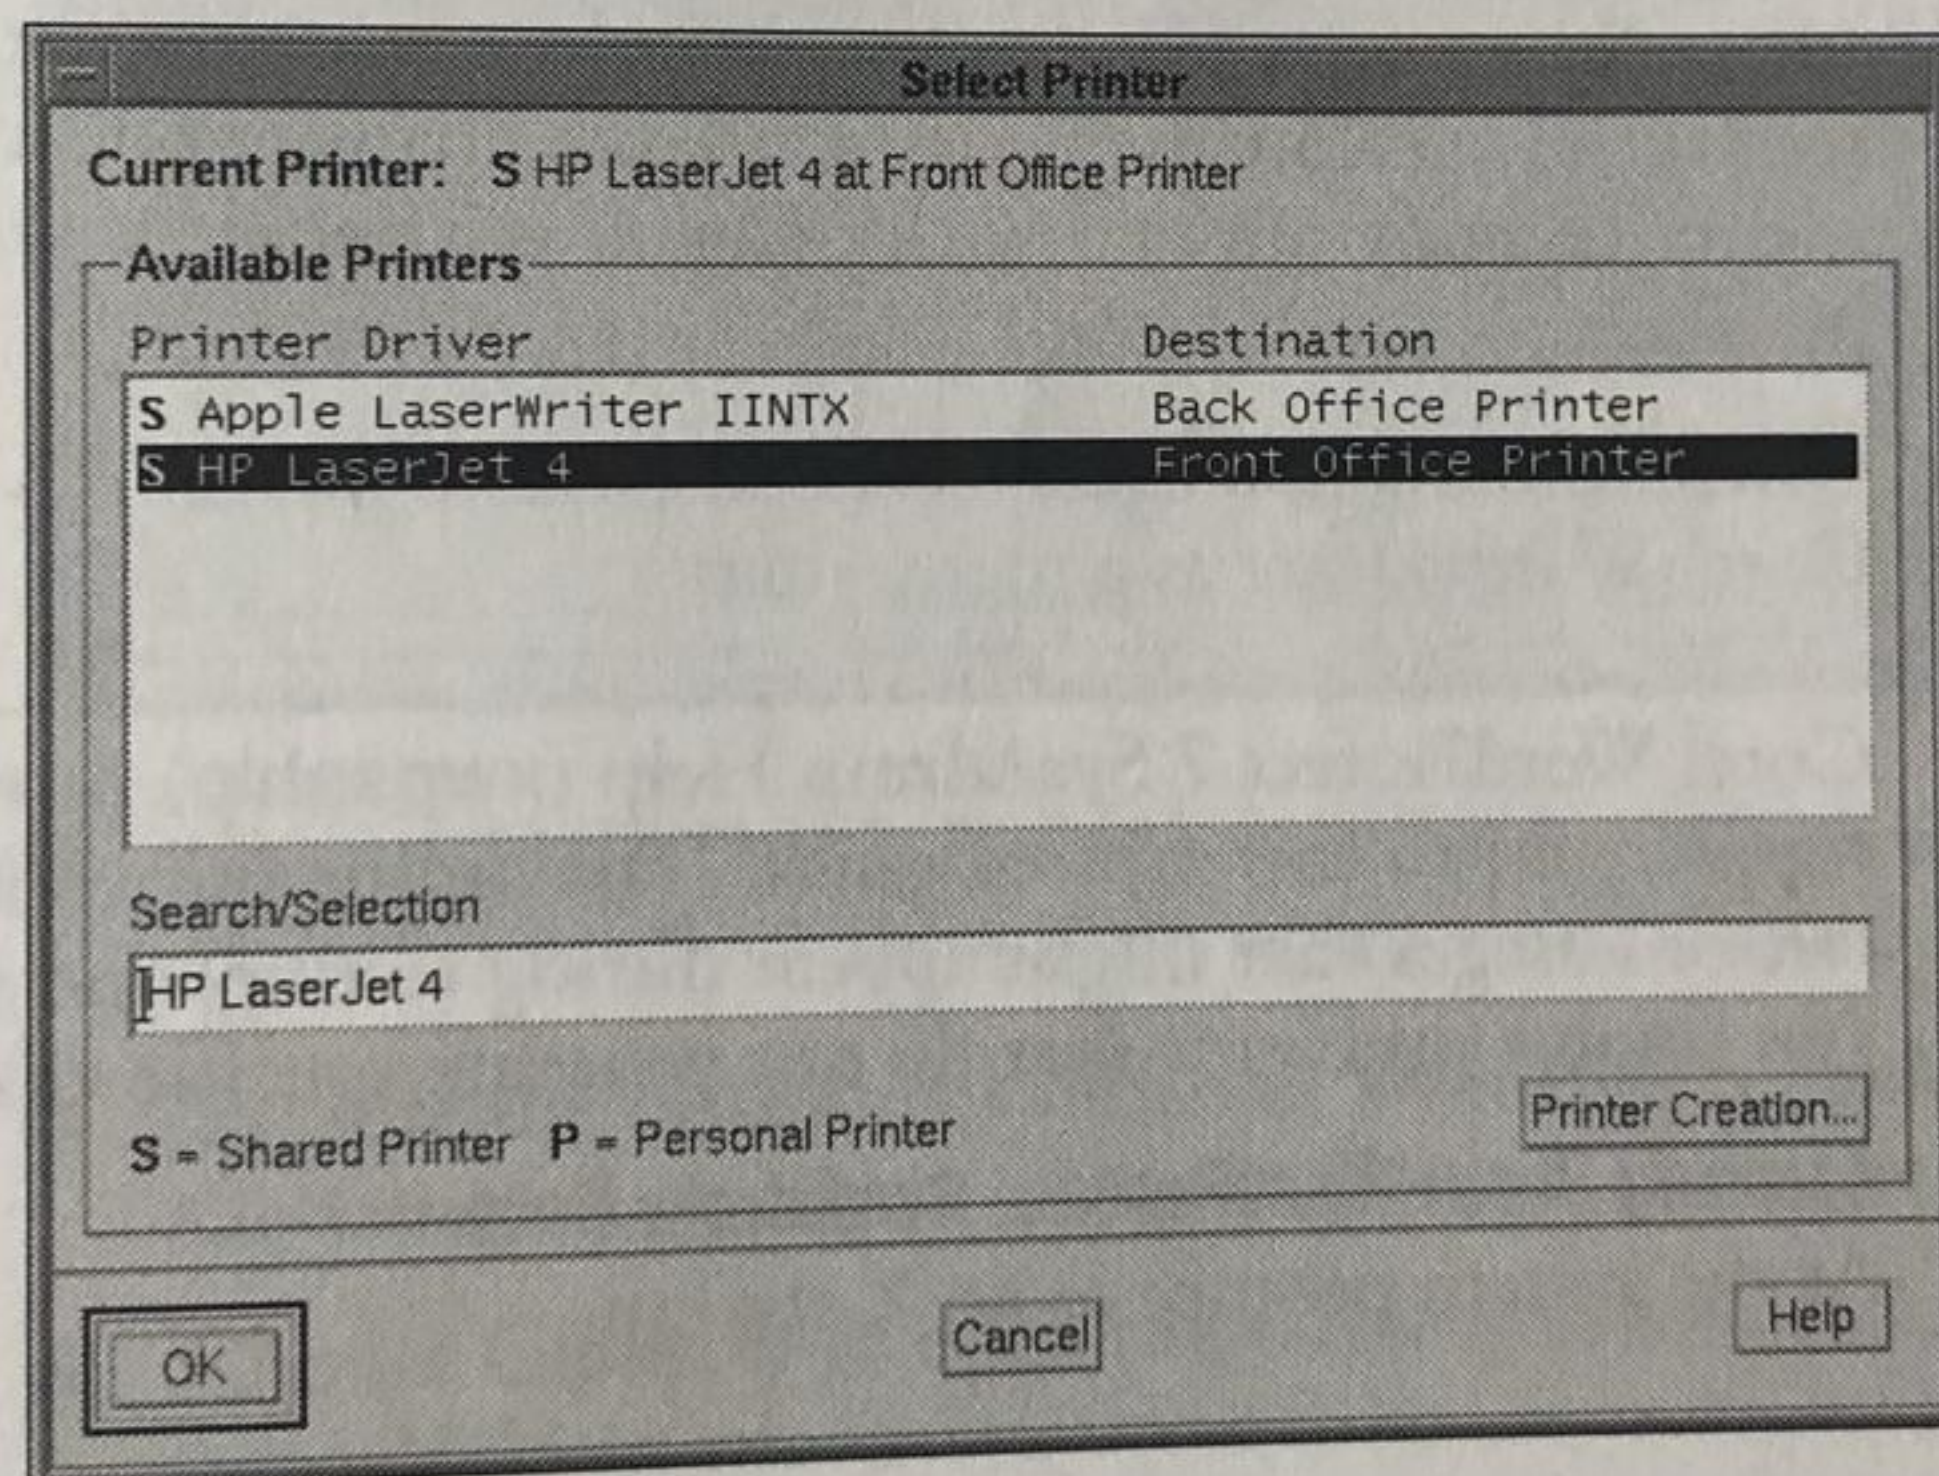 Select Printer
Current Printer: S HP LaserJet 4 at Front Office Printer
Available Printers
Printer Driver Destination
S Apple LaserWriter IINTX Back Office Printer
S HP LaserJet 4 Front Office Printer
Search/Selection
HP LaserJet 4
S = Shared Printer P = Personal Printer
Printer Creation...
OK Cancel Help